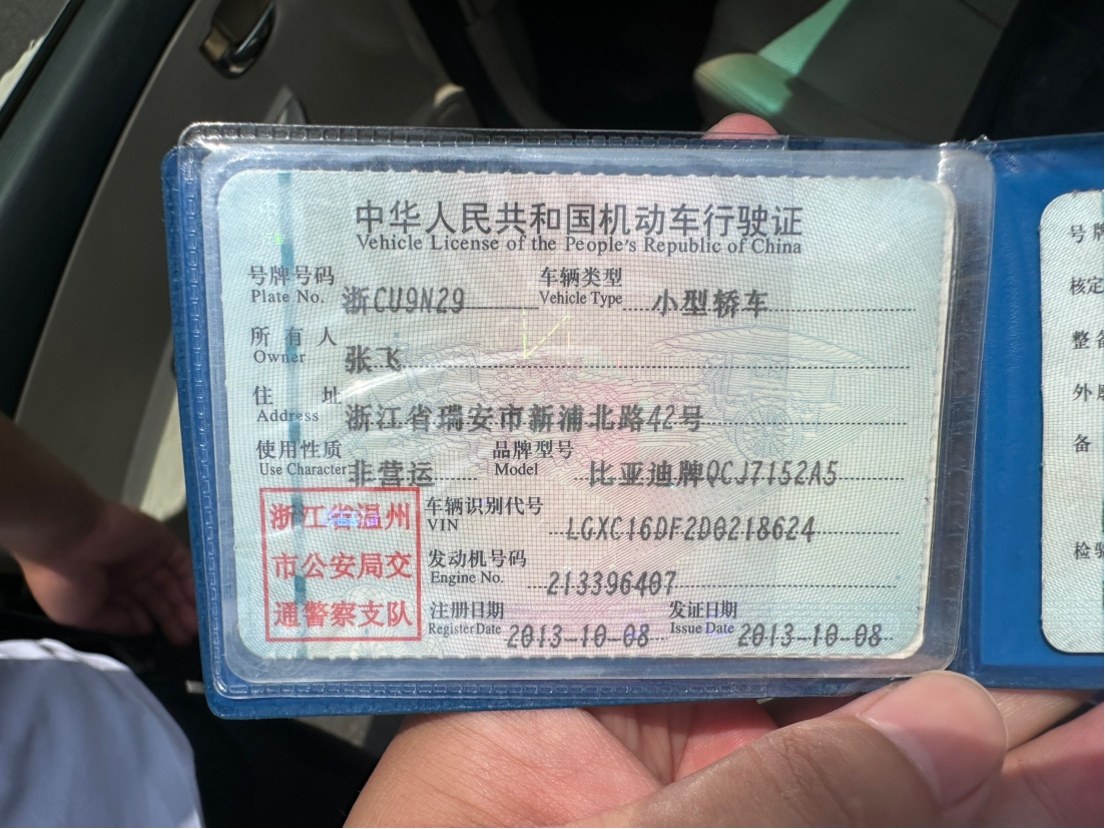 中华人民共和国机动车行驶证
Vehicle License of the People's Republic of China
号牌号码 浙CU9N29 车辆类型 小型轿车
Plate No. Vehicle Type
所有人 张飞
Owner
住址 浙江省瑞安市新浦北路42号
Address
使用性质 非营运 品牌型号 比亚迪牌QCJ7152A5
Use Character Model
浙江省温州
市公安局交
通警察支队
车辆识别代号 LGXC16DF2D0218624
VIN
发动机号码 213396407
Engine No.
注册日期 2013-10-08 发证日期 2013-10-08
Register Date Issue Date
号牌
核定
整备
外
备
检验